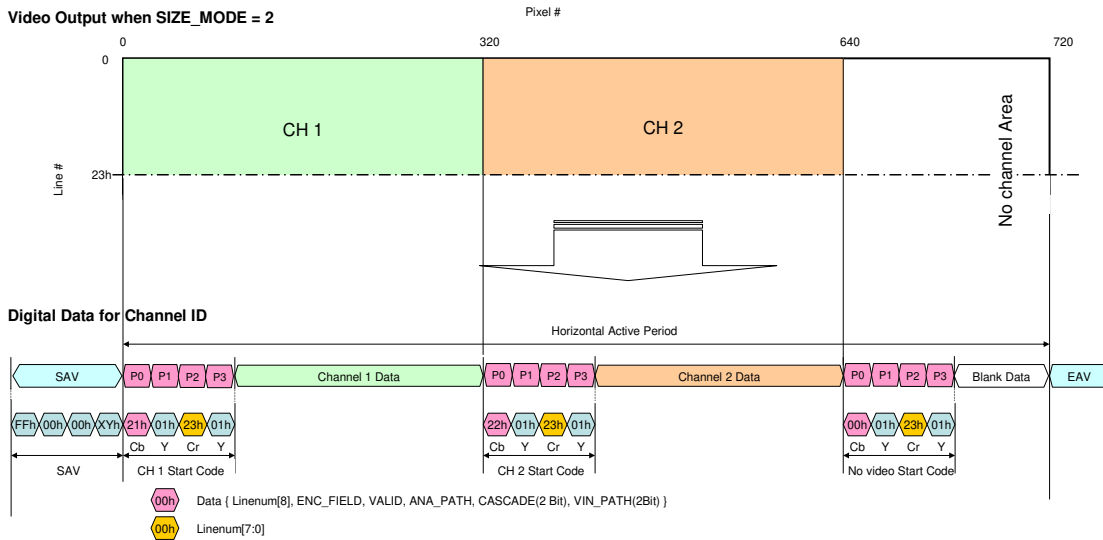 Video Output when SIZE_MODE = 2
Pixel #
0 320 640 720
0
CH 1 CH 2
No channel Area
Line #
23h
Digital Data for Channel ID
Horizontal Active Period
SAV P0 P1 P2 P3 Channel 1 Data P0 P1 P2 P3 Channel 2 Data P0 P1 P2 P3 Blank Data EAV
FFh 00h 00h XYh 21h 01h 23h 01h 22h 01h 23h 01h 00h 01h 23h 01h
Cb Y Cr Y Cb Y Cr Y Cb Y Cr Y
SAV CH 1 Start Code CH 2 Start Code No video Start Code
00h Data { Linenum[8], ENC_FIELD, VALID, ANA_PATH, CASCADE(2 Bit), VIN_PATH(2Bit) }
00h Linenum[7:0]